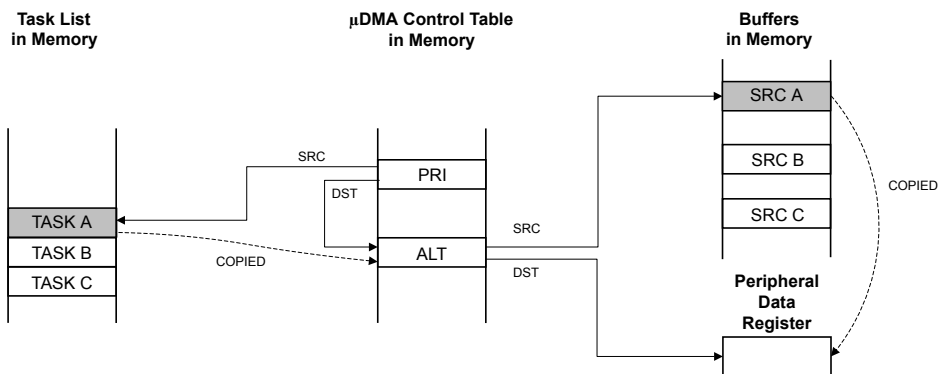 Task List
in Memory
μDMA Control Table
in Memory
Buffers
in Memory
SRC A
SRC
PRI
SRC B
COPIED
DST
TASK A
SRC C
SRC
TASK B
ALT
COPIED
DST
TASK C
Peripheral
Data
Register